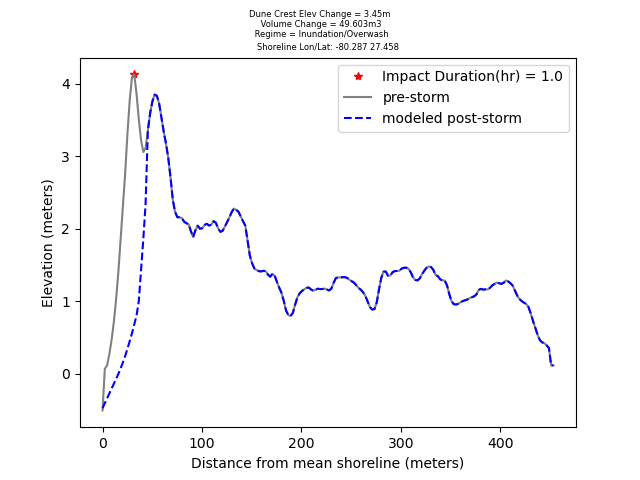 Dune Crest Elev Change = 3.45m
Volume Change = 49.603m3
Regime = Inundation/Overwash
Shoreline Lon/Lat: -80.287 27.458
Impact Duration(hr) = 1.0
pre-storm
modeled post-storm
Elevation (meters)
4
3
2
1
0
0 100 200 300 400
Distance from mean shoreline (meters)